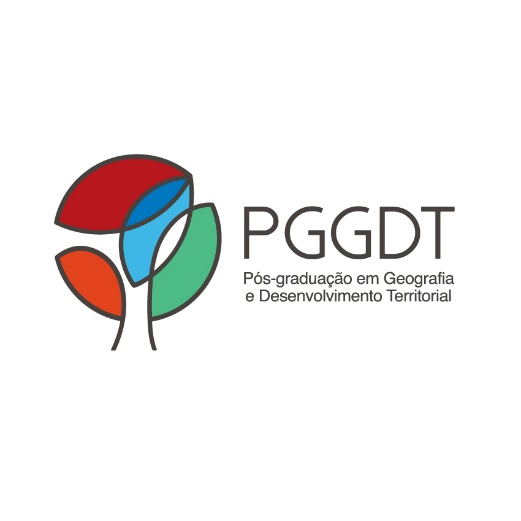 PGGDT
Pós-graduação em Geografia
e Desenvolvimento Territorial